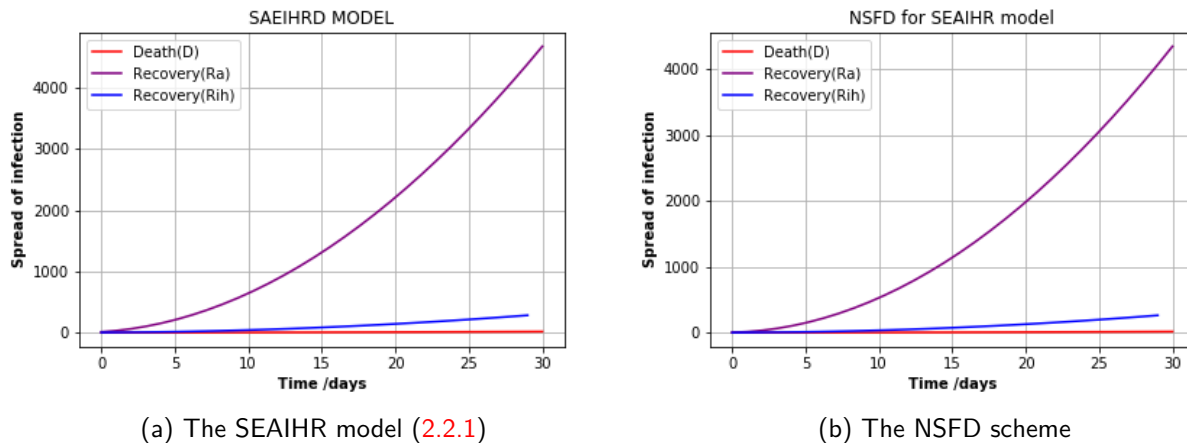 SAEIHRD MODEL
Death(D)
Recovery(Ra)
Recovery(Rih)
4000
3000
2000
1000
0
Spread of infection
0 5 10 15 20 25 30
Time /days
(a) The SEAIHR model (2.2.1)
NSFD for SEAIHR model
Death(D)
Recovery(Ra)
Recovery(Rih)
4000
3000
2000
1000
0
Spread of infection
0 5 10 15 20 25 30
Time /days
(b) The NSFD scheme